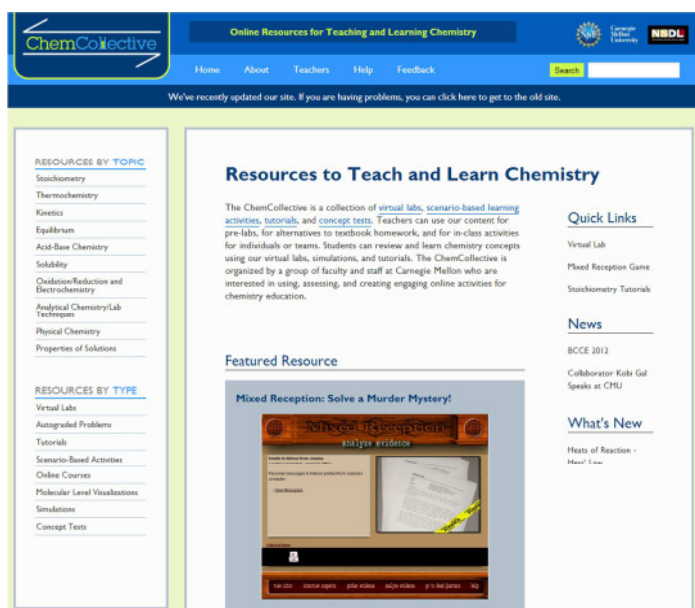 ChemCollective
Online Resources for Teaching and Learning Chemistry
Carnegie
Mellon
University
NSDL
Home About Teachers Help Feedback
Search
We've recently updated our site. If you are having problems, you can click here to get to the old site.
RESOURCES BY TOPIC
Stoichiometry
Thermochemistry
Kinetics
Equilibrium
Acid-Base Chemistry
Solubility
Oxidation/Reduction and
Electrochemistry
Analytical Chemistry/Lab
Techniques
Physical Chemistry
Properties of Solutions
RESOURCES BY TYPE
Virtual Labs
Autograded Problems
Tutorials
Scenario-Based Activities
Online Courses
Molecular Level Visualizations
Simulations
Concept Tests
Resources to Teach and Learn Chemistry
The ChemCollective is a collection of virtual labs, scenario-based learning
activities, tutorials, and concept tests. Teachers can use our content for
pre-labs, for alternatives to textbook homework, and for in-class activities
for individuals or teams. Students can review and learn chemistry concepts
using our virtual labs, simulations, and tutorials. The ChemCollective is
organized by a group of faculty and staff at Carnegie Mellon who are
interested in using, assessing, and creating engaging online activities for
chemistry education.
Featured Resource
Mixed Reception: Solve a Murder Mystery!
Mixed Reception
analyze evidence
Quick Links
Virtual Lab
Mixed Reception Game
Stoichiometry Tutorials
News
BCCE 2012
Collaborator Kobi Gal
Speaks at CMU
What's New
Heats of Reaction -
Hess' Law